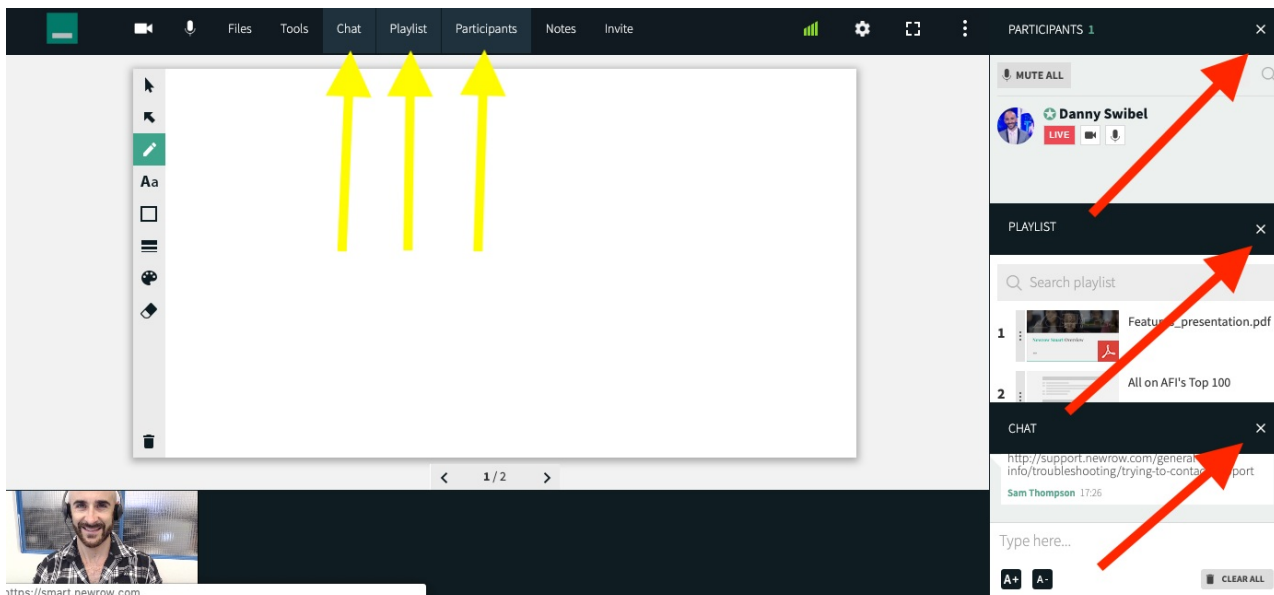 Files Tools Chat Playlist Participants Notes Invite
PARTICIPANTS 1
MUTE ALL
Danny Swibel
LIVE
Aa
PLAYLIST
Search playlist
1
Features_presentation.pdf
2
All on AFI's Top 100
CHAT
http://support.newrow.com/general
info/troubleshooting/trying-to-contact
Sam Thompson 17:26
Type here...
A+ A-
CLEAR ALL
1 / 2
https://smart.newrow.com